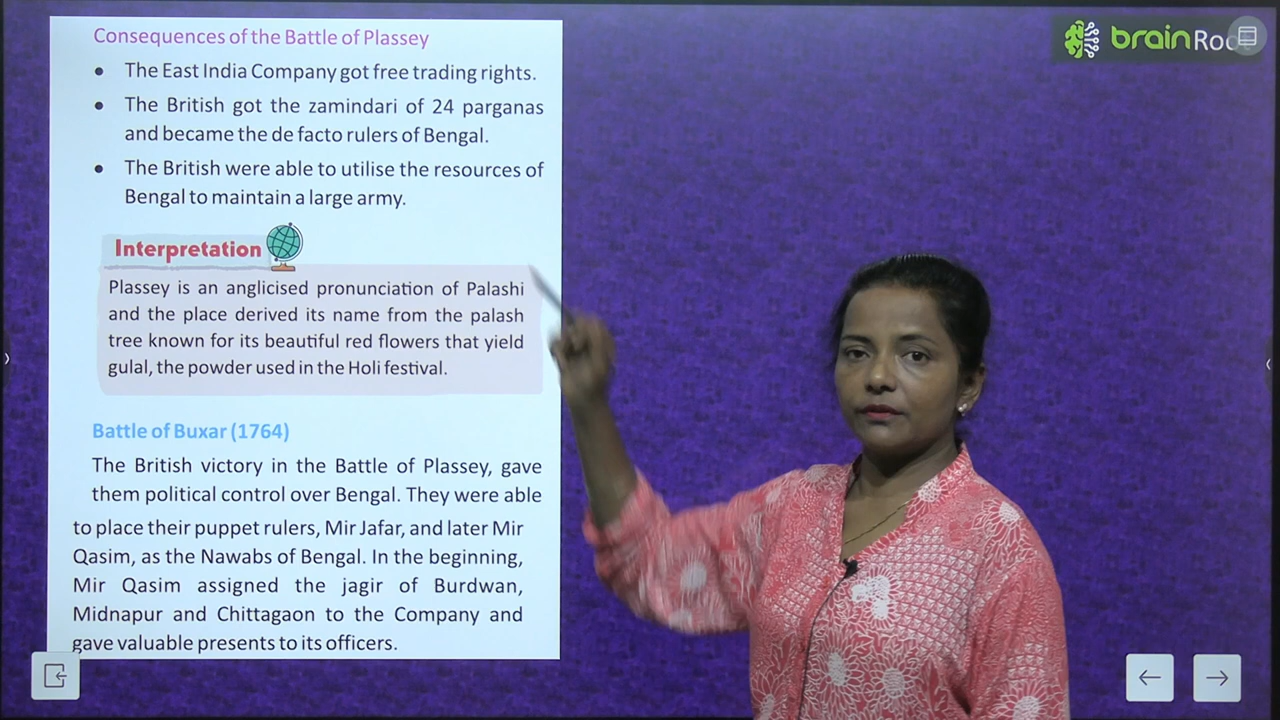 Consequences of the Battle of Plassey
• The East India Company got free trading rights.
• The British got the zamindari of 24 parganas
and became the de facto rulers of Bengal.
• The British were able to utilise the resources of
Bengal to maintain a large army.
Interpretation
Plassey is an anglicised pronunciation of Palashi
and the place derived its name from the palash
tree known for its beautiful red flowers that yield
gulal, the powder used in the Holi festival.
Battle of Buxar (1764)
The British victory in the Battle of Plassey, gave
them political control over Bengal. They were able
to place their puppet rulers, Mir Jafar, and later Mir
Qasim, as the Nawabs of Bengal. In the beginning,
Mir Qasim assigned the jagir of Burdwan,
Midnapur and Chittagaon to the Company and
gave valuable presents to its officers.
brain